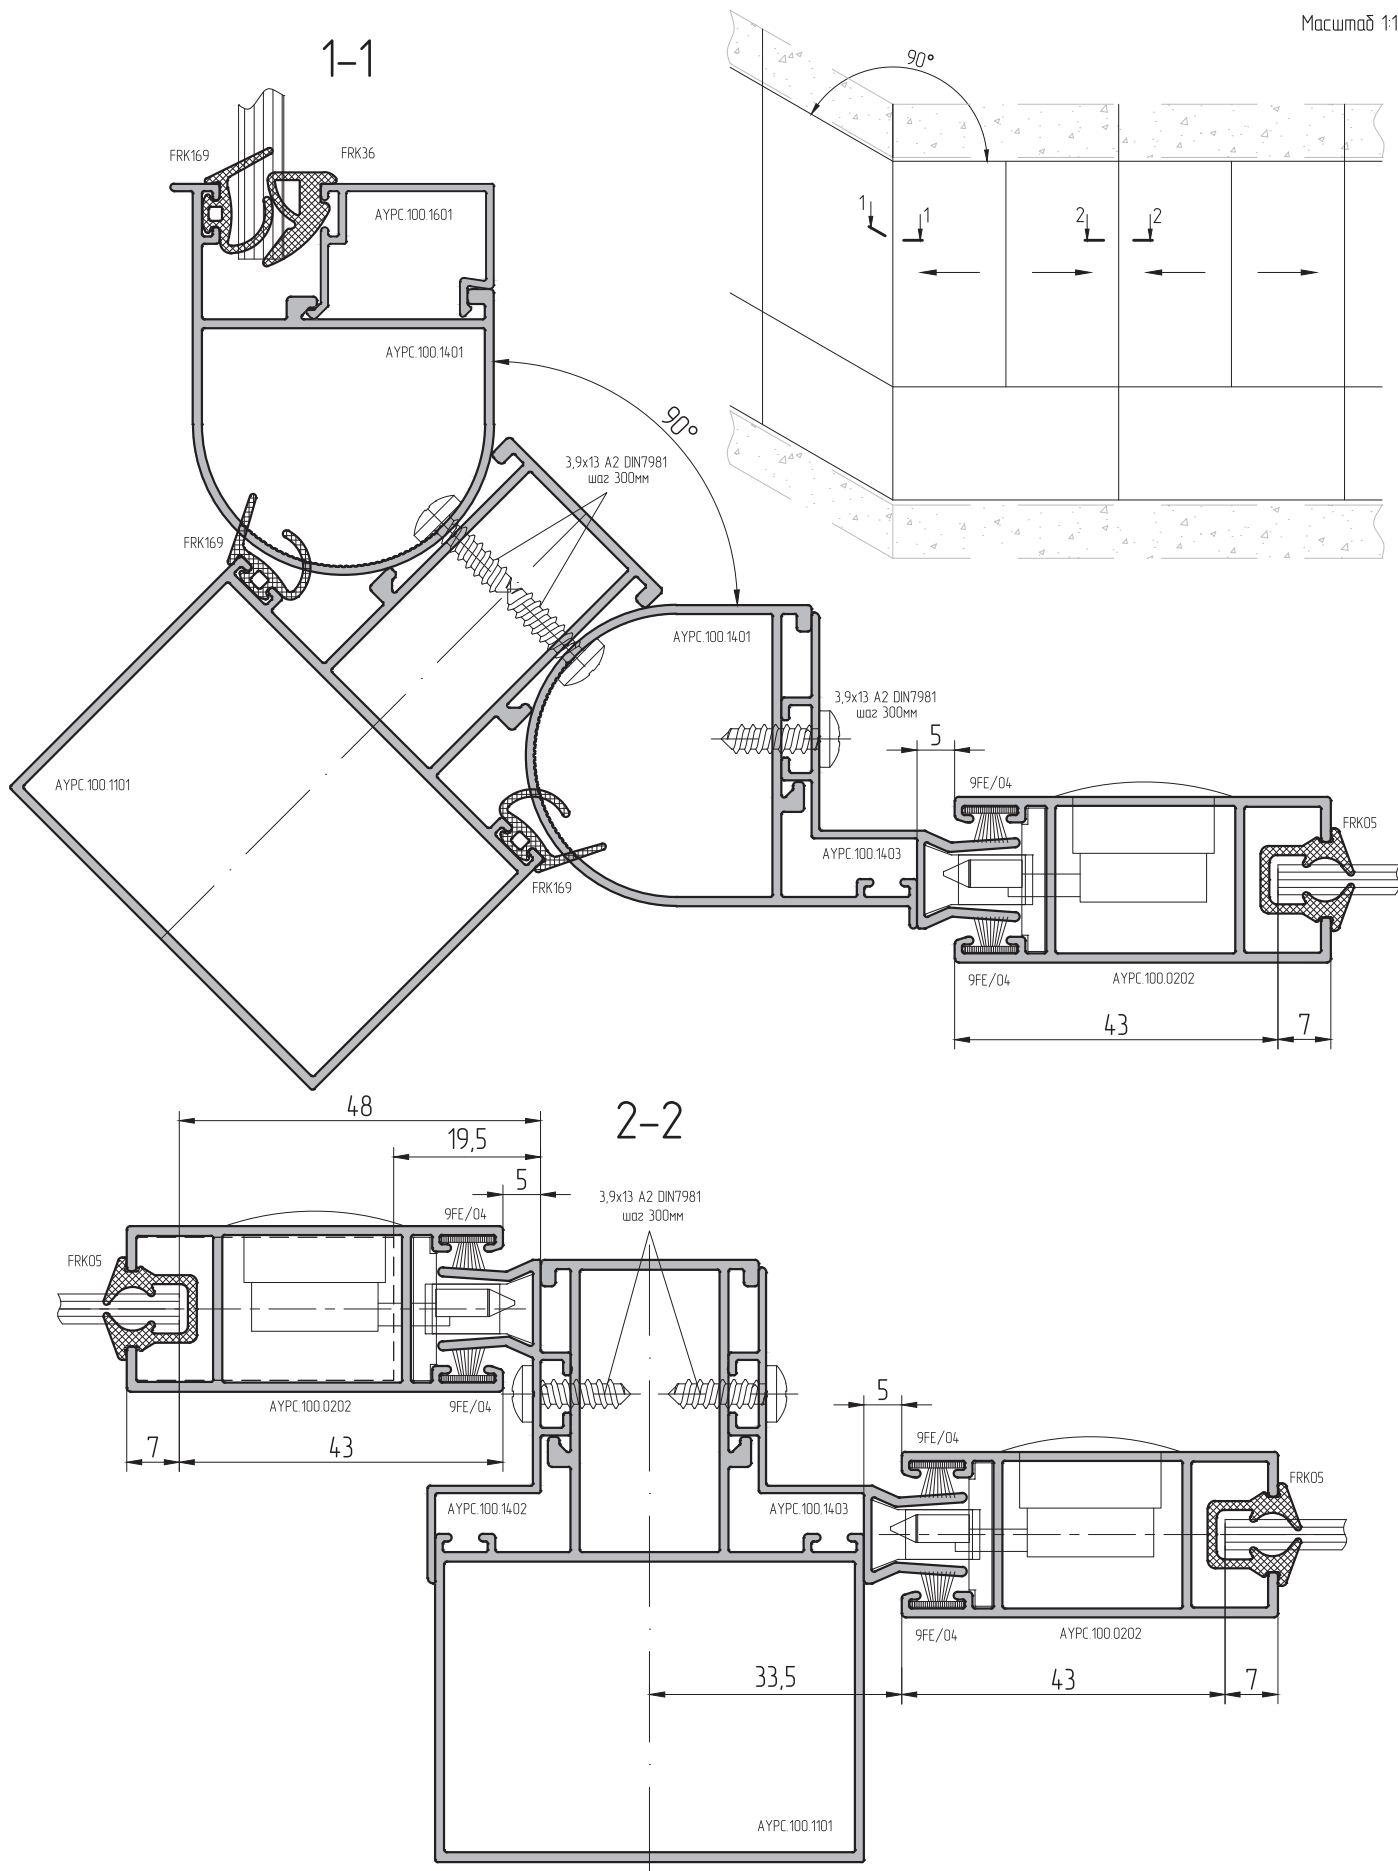 Масштаб 1:1
1-1
90°
FRK169
FRK36
AYPC.100.1601
1
1
2
2
AYPC.100.1401
90°
3,9x13 A2 DIN7981
шаг 300мм
FRK169
AYPC.100.1401
3,9x13 A2 DIN7981
шаг 300мм
5
9FE/04
AYPC.100.1101
FRK05
AYPC.100.1403
FRK169
9FE/04
AYPC.100.0202
43
7
48
2-2
19,5
5
3,9x13 A2 DIN7981
шаг 300мм
9FE/04
FRK05
AYPC.100.0202
9FE/04
5
7
43
9FE/04
FRK05
AYPC.100.1402
AYPC.100.1403
9FE/04
AYPC.100.0202
33,5
43
7
AYPC.100.1101